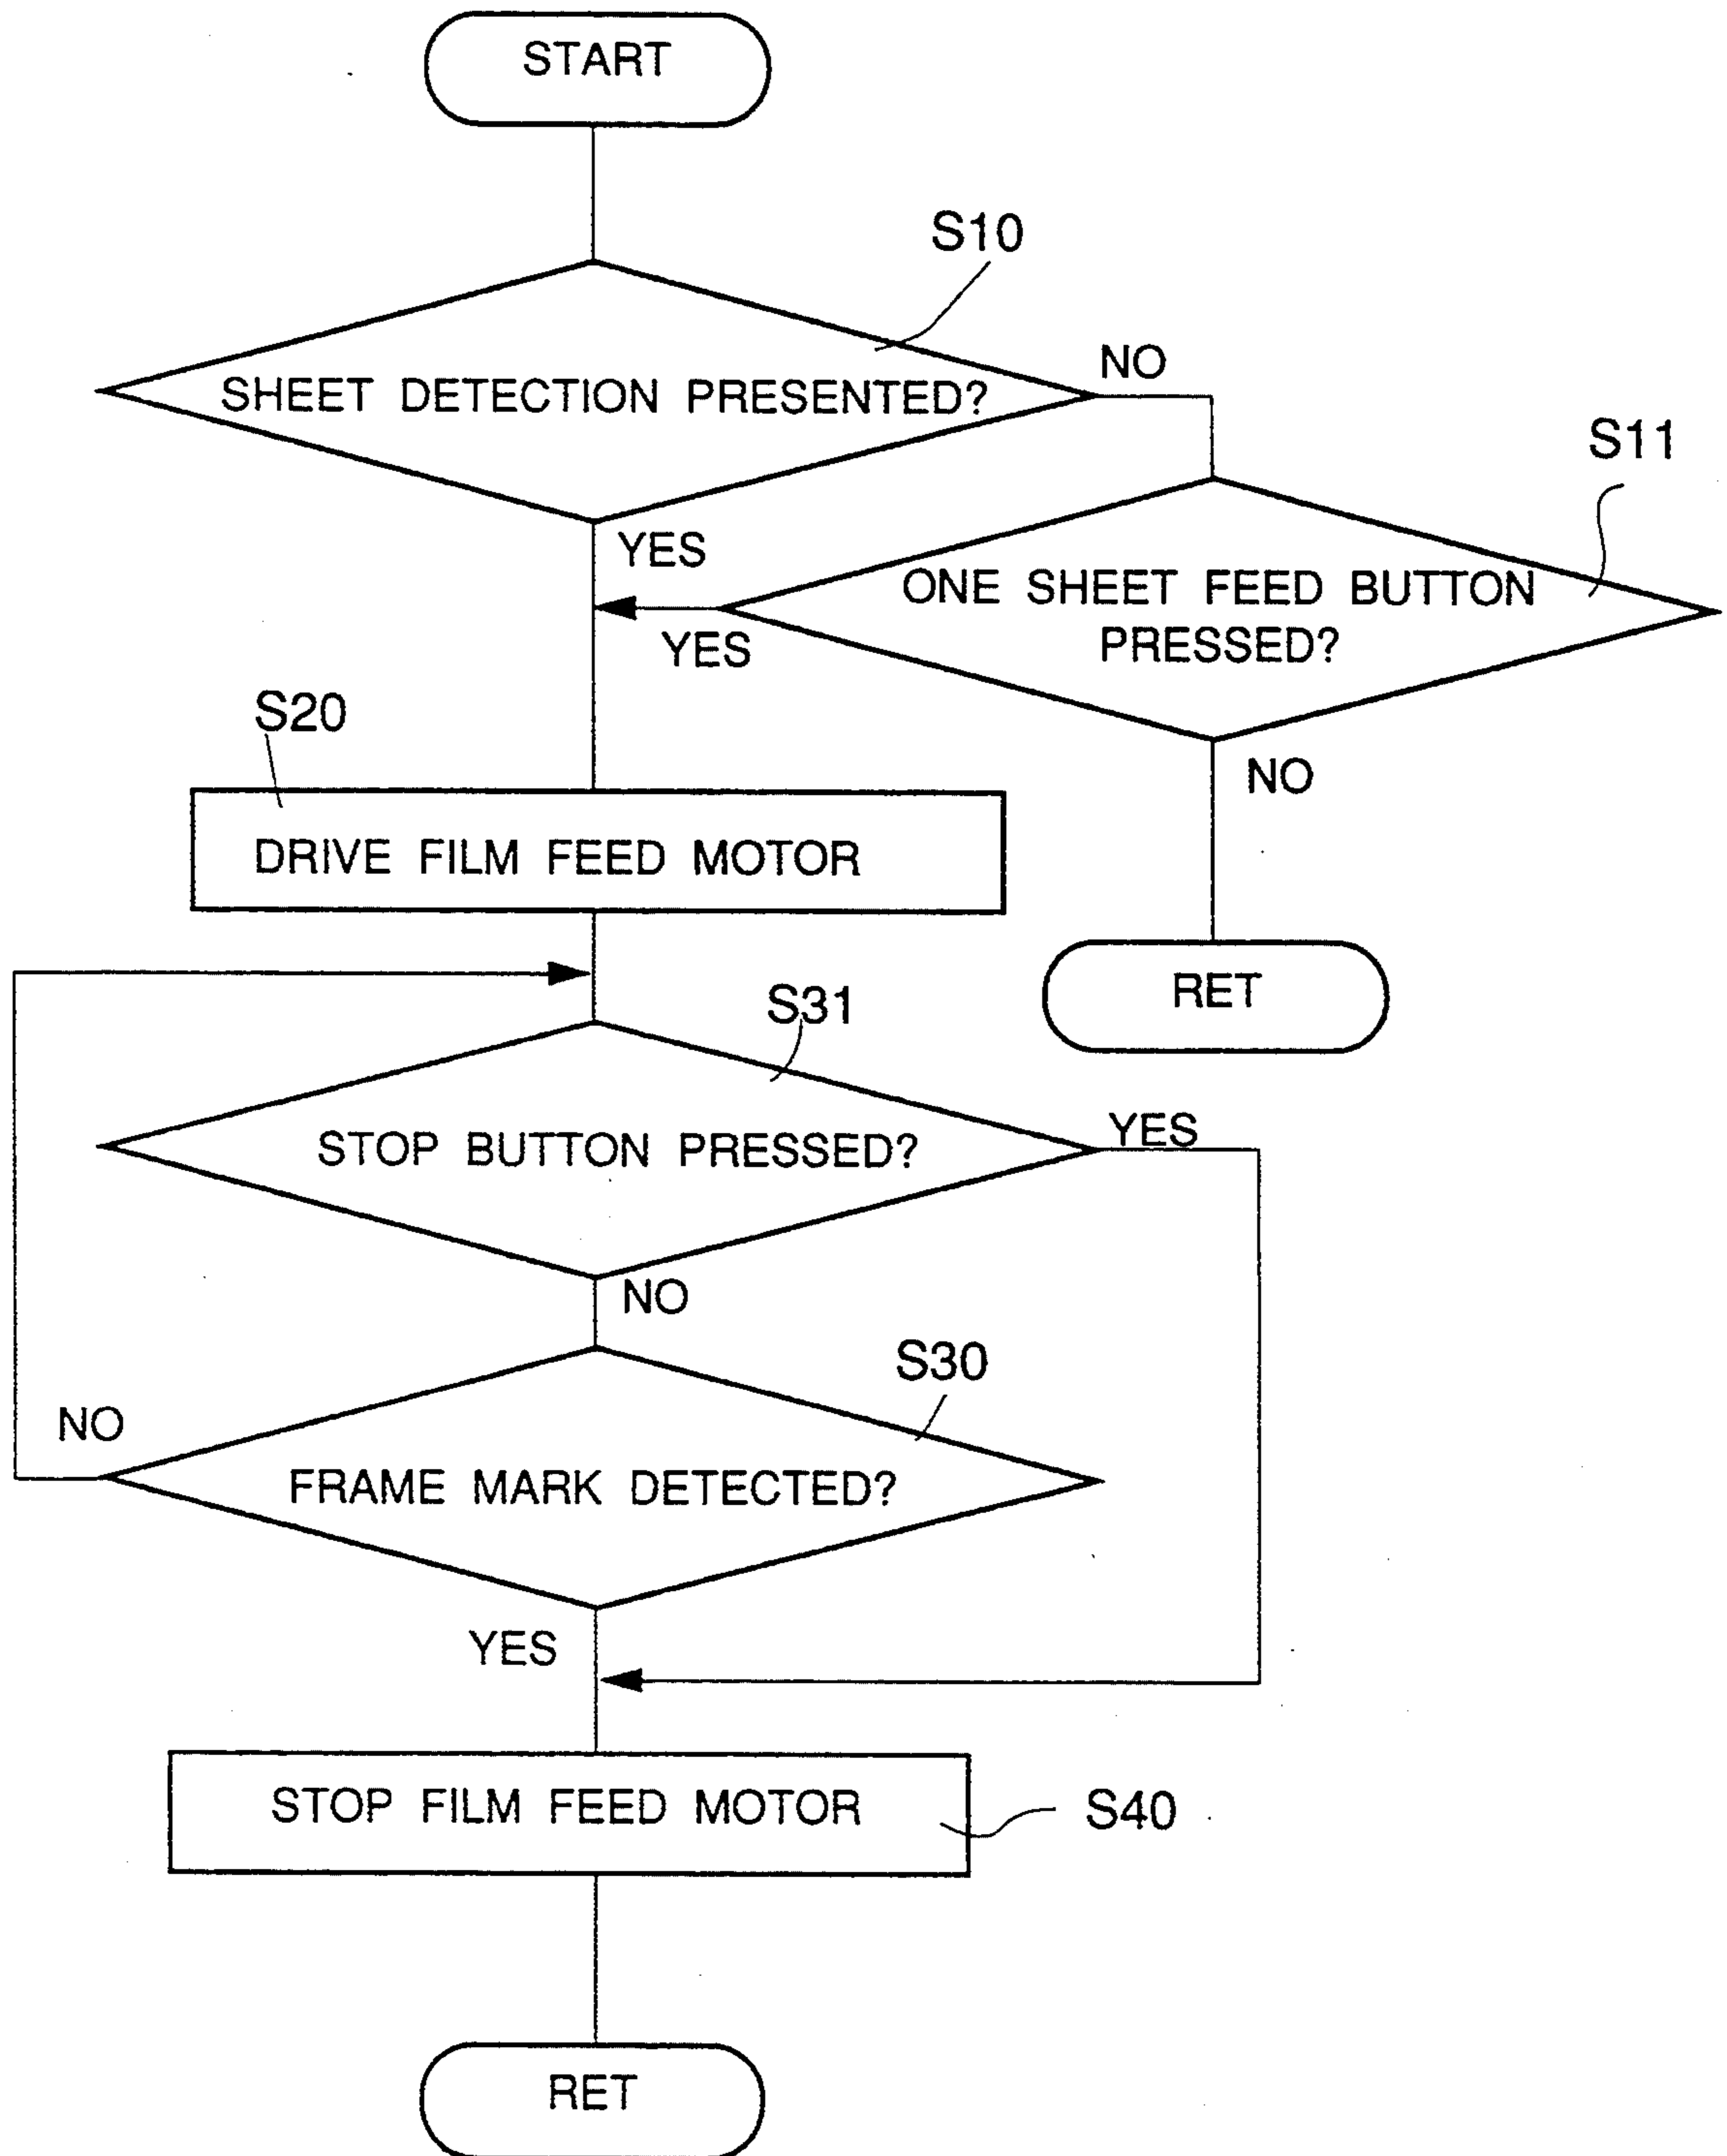 START
S10
NO
SHEET DETECTION PRESENTED?
S11
YES
ONE SHEET FEED BUTTON
PRESSED?
YES
S20
NO
DRIVE FILM FEED MOTOR
RET
S31
YES
STOP BUTTON PRESSED?
NO
S30
NO
FRAME MARK DETECTED?
YES
STOP FILM FEED MOTOR
S40
RET